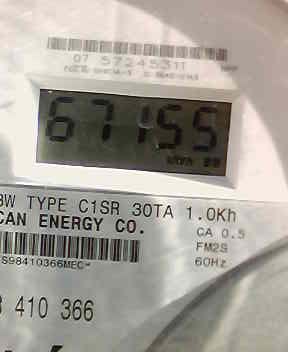 07 57245311
67155
kWh
3W TYPE C1SR 30TA 1.0Kh
CAN ENERGY CO.
CA 0.5
FM2S
60Hz
S98410366MEC
410 366